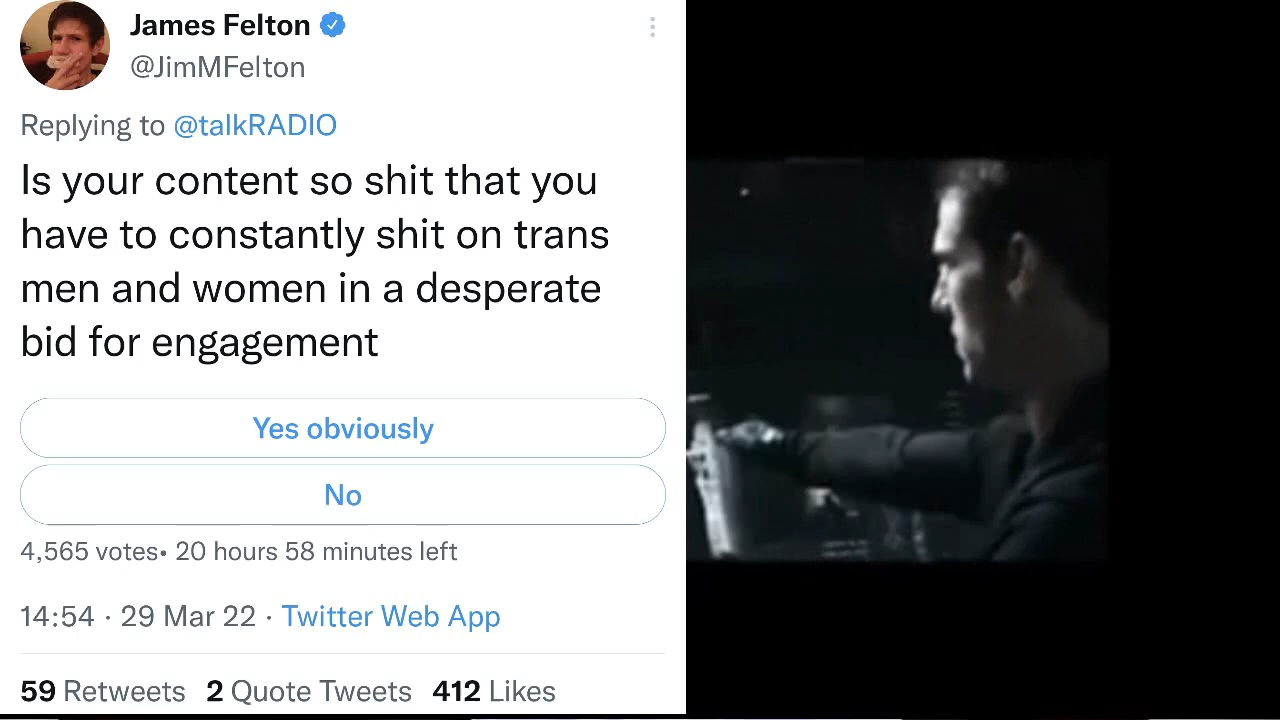 James Felton
@JimMFelton
Replying to @talkRADIO
Is your content so shit that you
have to constantly shit on trans
men and women in a desperate
bid for engagement
Yes obviously
No
4,565 votes• 20 hours 58 minutes left
14:54 · 29 Mar 22 · Twitter Web App
59 Retweets 2 Quote Tweets 412 Likes